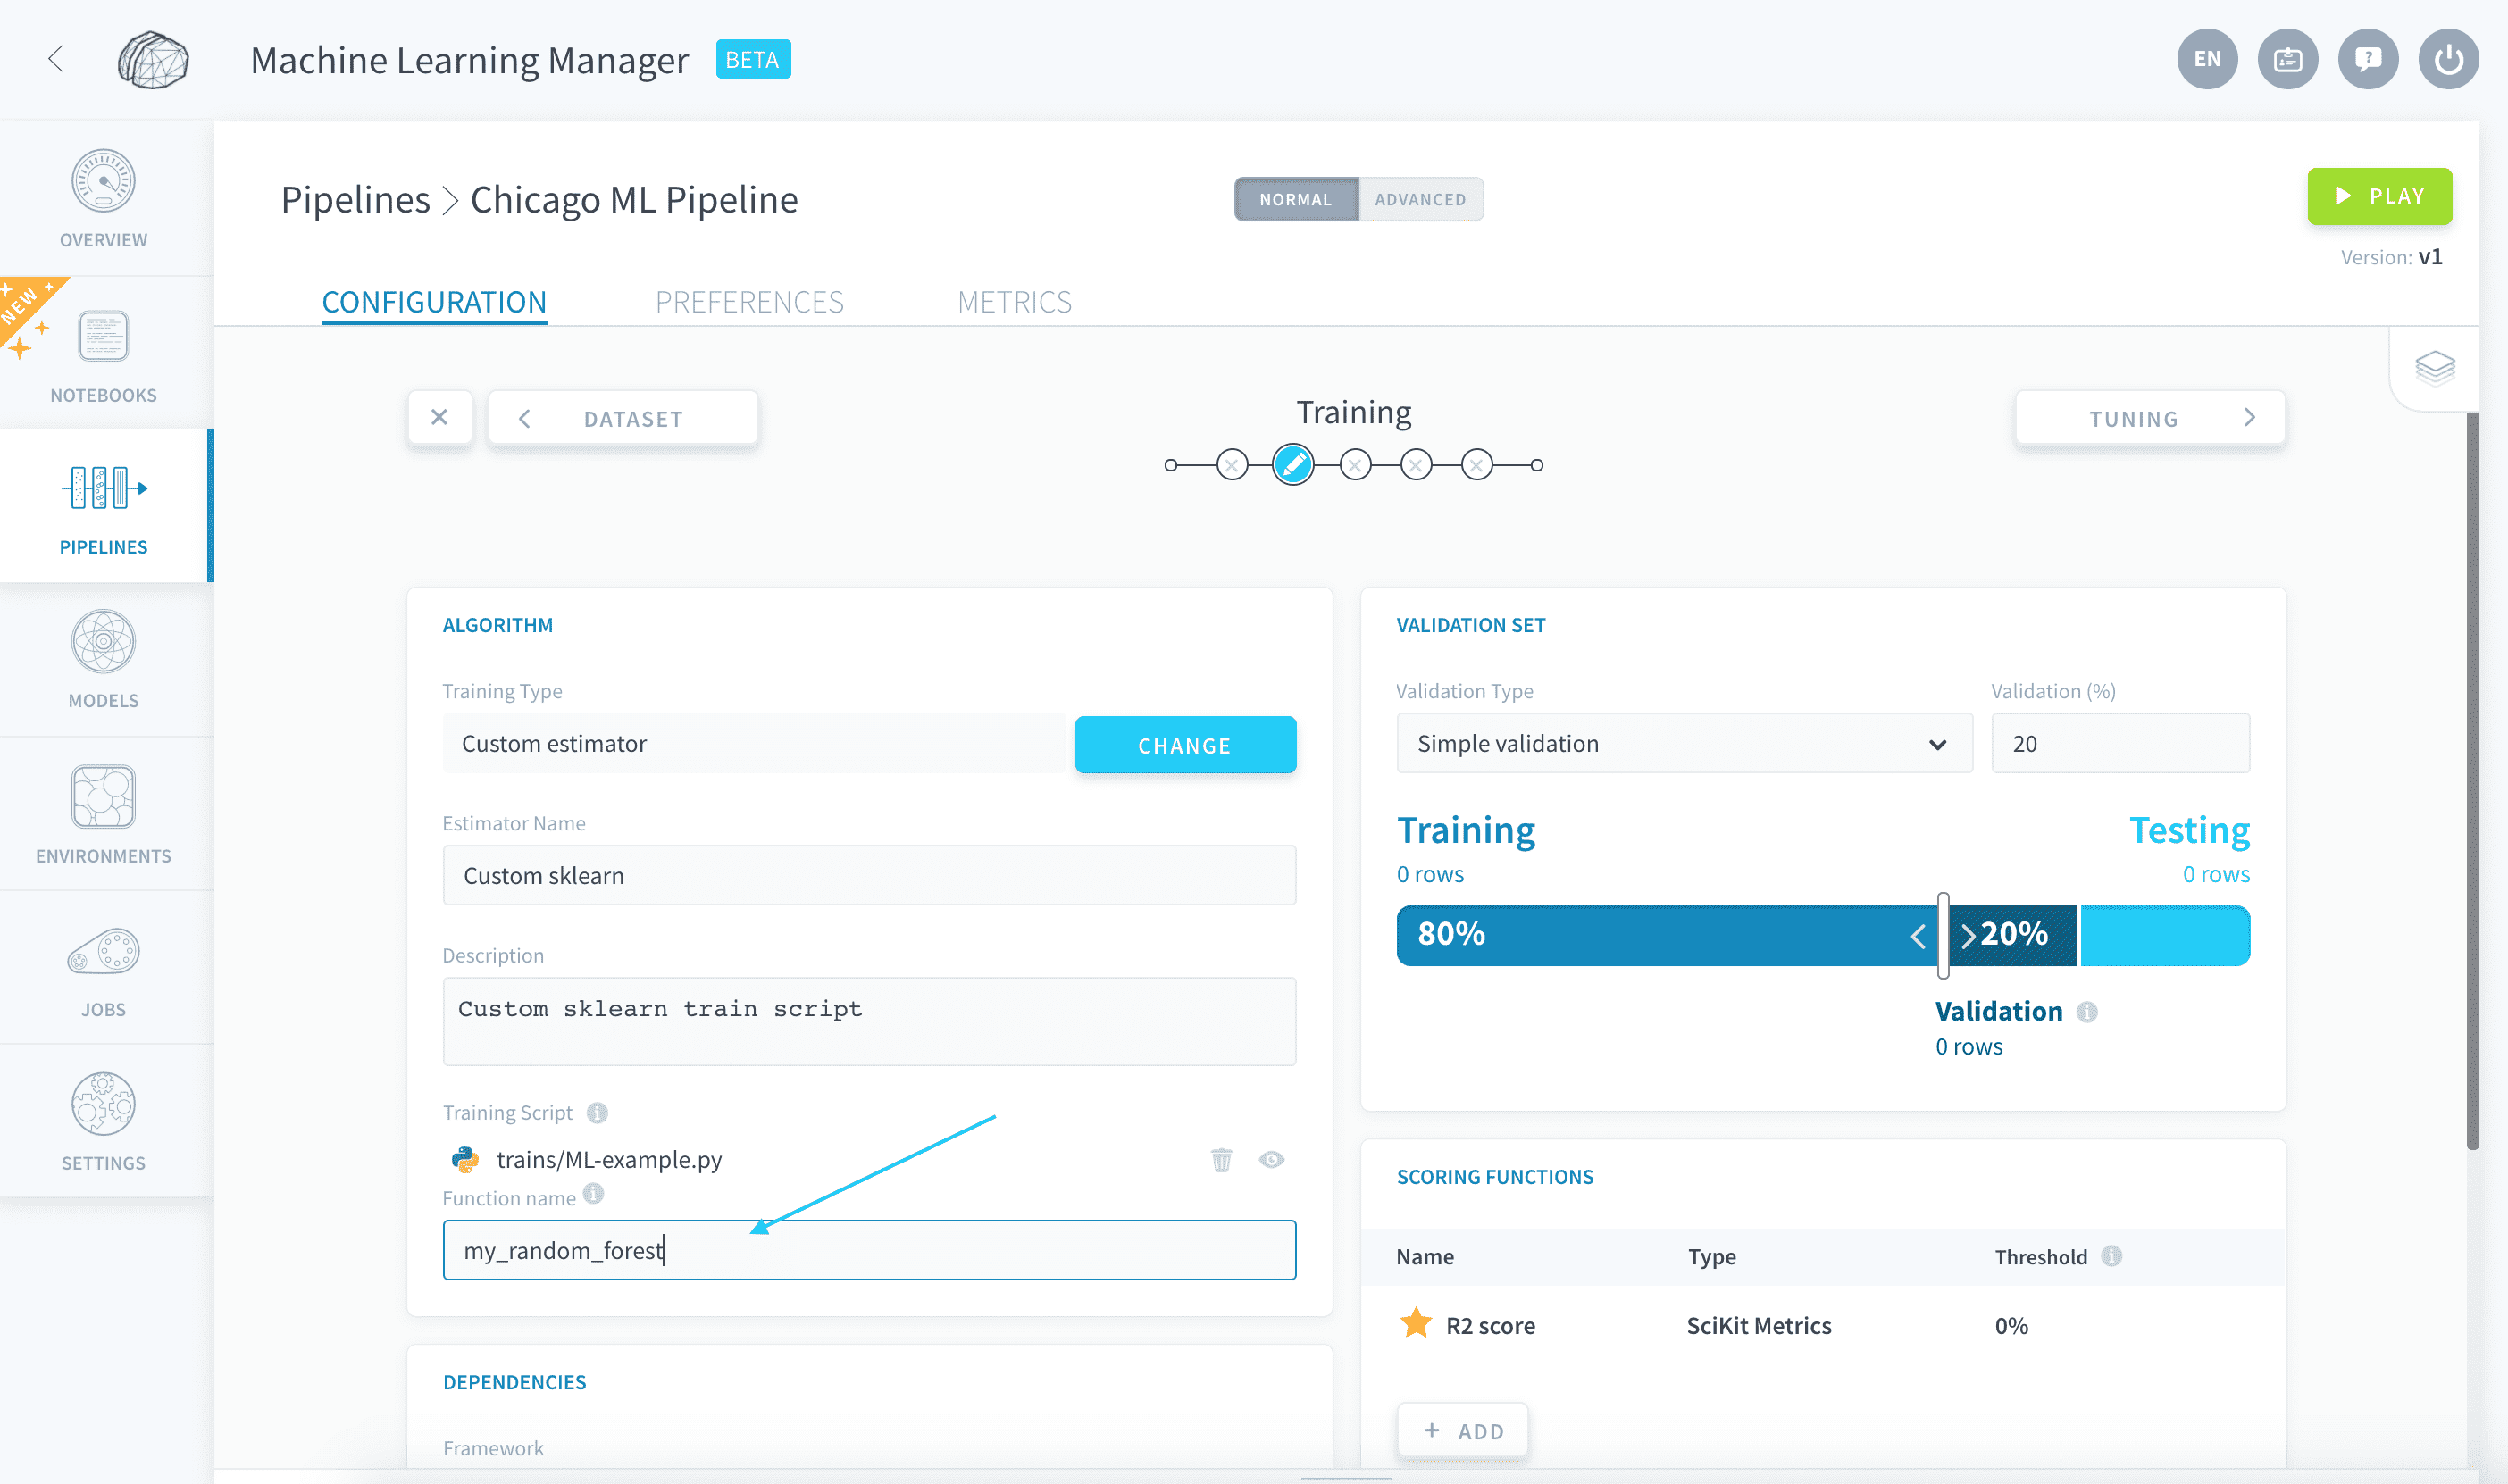 Machine Learning Manager BETA
EN
OVERVIEW
NEW
NOTEBOOKS
PIPELINES
MODELS
ENVIRONMENTS
JOBS
SETTINGS
Pipelines > Chicago ML Pipeline
NORMAL ADVANCED
PLAY
Version: v1
CONFIGURATION PREFERENCES METRICS
DATASET
Training
TUNING
ALGORITHM
Training Type
Custom estimator
CHANGE
Estimator Name
Custom sklearn
Description
Custom sklearn train script
Training Script
trains/ML-example.py
Function name
my_random_forest
DEPENDENCIES
Framework
VALIDATION SET
Validation Type Validation (%)
Simple validation 20
Training Testing
0 rows 0 rows
80% 20%
Validation
0 rows
SCORING FUNCTIONS
Name Type Threshold
R2 score SciKit Metrics 0%
+ ADD